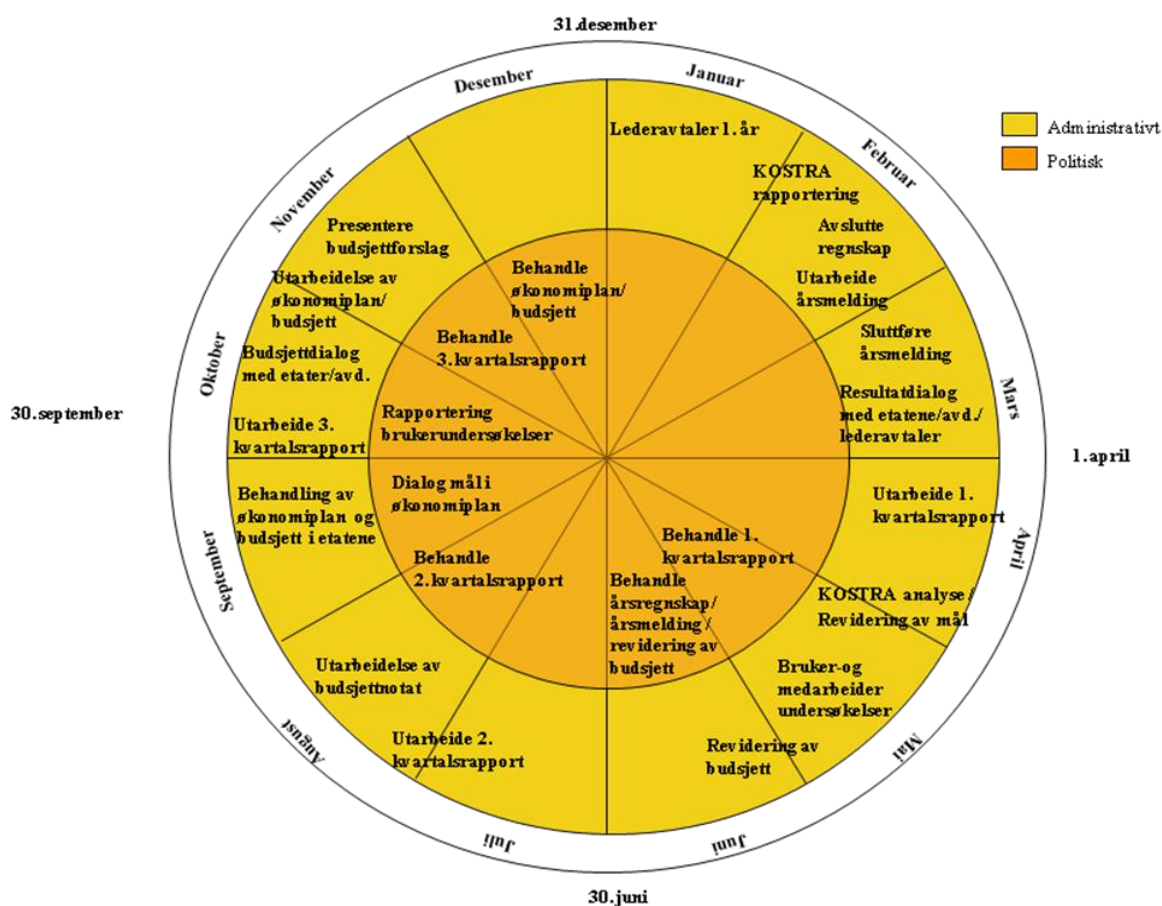 31.desember
Desember
Januar
Februar
Mars
April
Mai
Juni
Juli
August
September
Oktober
November
30.september
1.april
30.juni
Administrativt
Politisk
Lederavtaler 1. år
KOSTRA
rapportering
Avslutte
regnskap
Utarbeide
årsmelding
Sluttføre
årsmelding
Resultatdialog
med etatene/avd./
lederavtaler
Utarbeide 1.
kvartalsrapport
KOSTRA analyse /
Revidering av mål
Bruker-og
medarbeider
undersøkelser
Revidering av
budsjett
Utarbeide 2.
kvartalsrapport
Utarbeidelse av
budsjettnotat
Behandling av
økonomiplan og
budsjett i etatene
Utarbeide 3.
kvartalsrapport
Budsjettdialog
med etater/avd.
Utarbeidelse av
økonomiplan/
budsjett
Presentere
budsjettforslag
Behandle
økonomiplan/
budsjett
Behandle
3.kvartalsrapport
Rapportering
brukerundersøkelser
Dialog mål i
økonomiplan
Behandle
2.kvartalsrapport
Behandle 1.
kvartalsrapport
Behandle
årsregnskap/
årsmelding /
revidering av
budsjett